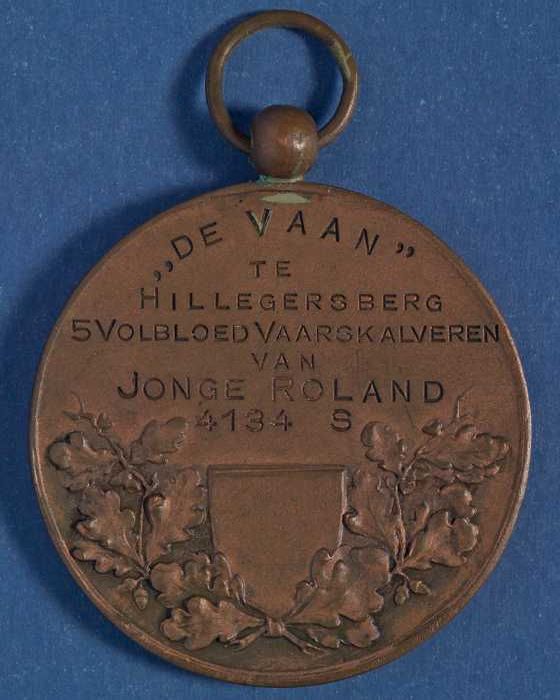 „DE VAAN”
TE
HILLEGERSBERG
5 VOLBLOED VAARSKALVEREN
VAN
JONGE ROLAND
4134 S